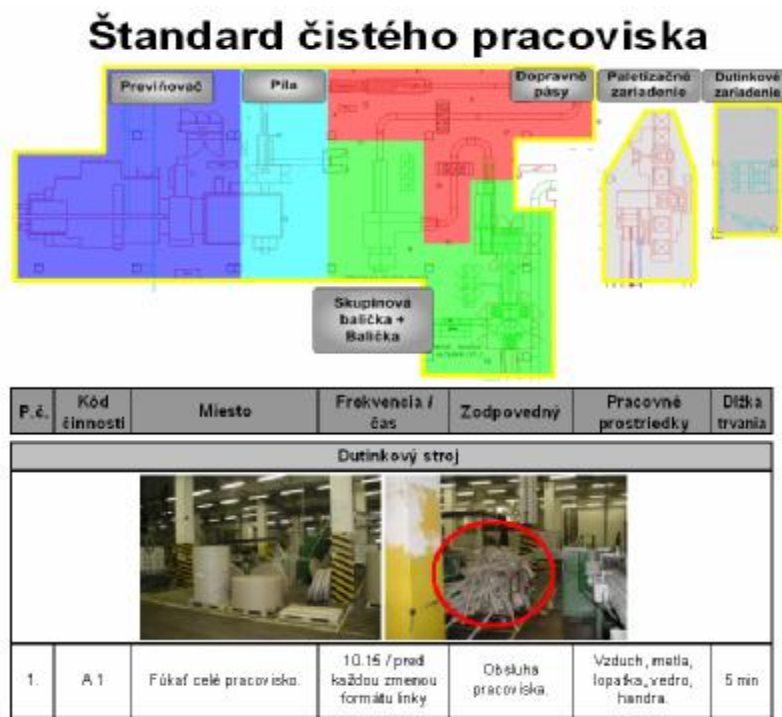 Štandard čistého pracoviska
Previňovač
Píla
Dopravné
pásy
Paletizačné
zariadenie
Dutinkové
zariadenie
Skupinová
balička +
Balička
P.č.
Kód
činnosti
Miesto
Frekvencia /
čas
Zodpovedný
Pracovné
prostriedky
Dĺžka
trvania
Dutinkový stroj
1.
A1
Fúkať celé pracovisko.
10.15 / pred
každou zmenou
formátu linky
Obsluha
pracoviska.
Vzduch, metla,
lopatka, vedro,
handra.
5 min